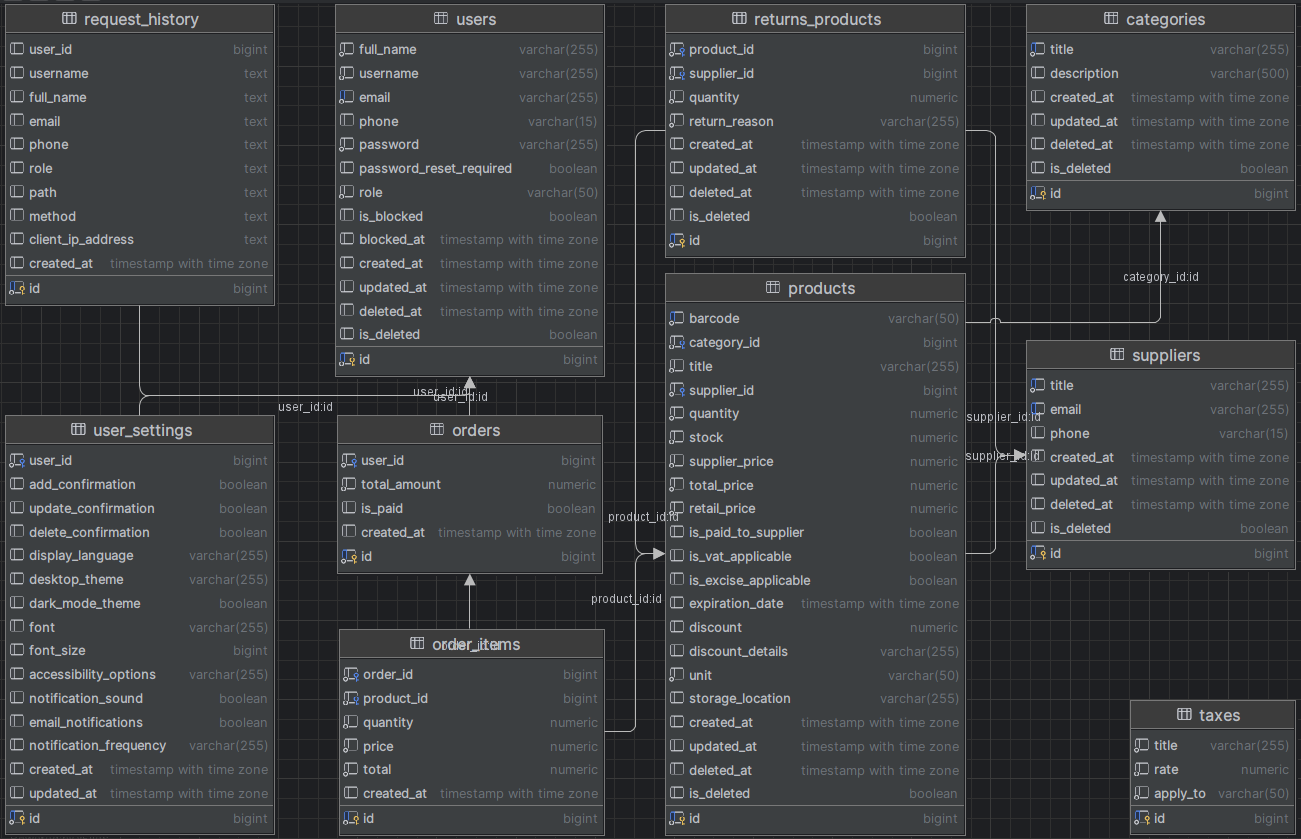 request_history
user_id bigint
username text
full_name text
email text
phone text
role text
path text
method text
client_ip_address text
created_at timestamp with time zone
id bigint
users
full_name varchar(255)
username varchar(255)
email varchar(255)
phone varchar(15)
password varchar(255)
password_reset_required boolean
role varchar(50)
is_blocked boolean
blocked_at timestamp with time zone
created_at timestamp with time zone
updated_at timestamp with time zone
deleted_at timestamp with time zone
is_deleted boolean
id bigint
returns_products
product_id bigint
supplier_id bigint
quantity numeric
return_reason varchar(255)
created_at timestamp with time zone
updated_at timestamp with time zone
deleted_at timestamp with time zone
is_deleted boolean
id bigint
categories
title varchar(255)
description varchar(500)
created_at timestamp with time zone
updated_at timestamp with time zone
deleted_at timestamp with time zone
is_deleted boolean
id bigint
category_id:id
user_id:id
user_id:id
user_id:id
user_settings
user_id bigint
add_confirmation boolean
update_confirmation boolean
delete_confirmation boolean
display_language varchar(255)
desktop_theme varchar(255)
dark_mode_theme boolean
font varchar(255)
font_size bigint
accessibility_options varchar(255)
notification_sound boolean
email_notifications boolean
notification_frequency varchar(255)
created_at timestamp with time zone
updated_at timestamp with time zone
id bigint
orders
user_id bigint
total_amount numeric
is_paid boolean
created_at timestamp with time zone
id bigint
order_items
order_id bigint
product_id bigint
quantity numeric
price numeric
total numeric
created_at timestamp with time zone
id bigint
product_id:id
product_id:id
products
barcode varchar(50)
category_id bigint
title varchar(255)
supplier_id bigint
quantity numeric
stock numeric
supplier_price numeric
total_price numeric
retail_price numeric
is_paid_to_supplier boolean
is_vat_applicable boolean
is_excise_applicable boolean
expiration_date timestamp with time zone
discount numeric
discount_details varchar(255)
unit varchar(50)
storage_location varchar(255)
created_at timestamp with time zone
updated_at timestamp with time zone
deleted_at timestamp with time zone
is_deleted boolean
id bigint
supplier_id:id
supplier_id:id
suppliers
title varchar(255)
email varchar(255)
phone varchar(15)
created_at timestamp with time zone
updated_at timestamp with time zone
deleted_at timestamp with time zone
is_deleted boolean
id bigint
taxes
title varchar(255)
rate numeric
apply_to varchar(50)
id bigint